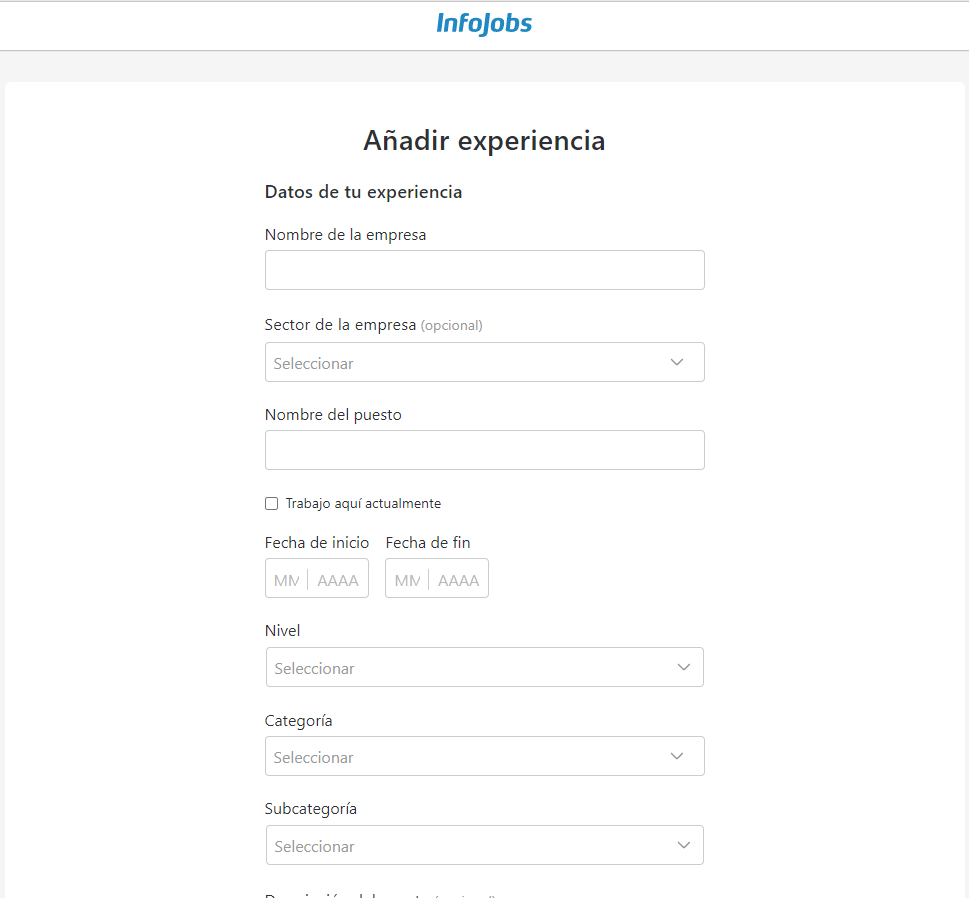 InfoJobs
Añadir experiencia
Datos de tu experiencia
Nombre de la empresa
Sector de la empresa (opcional)
Seleccionar
Nombre del puesto
Trabajo aquí actualmente
Fecha de inicio Fecha de fin
MM AAAA MM AAAA
Nivel
Seleccionar
Categoría
Seleccionar
Subcategoría
Seleccionar